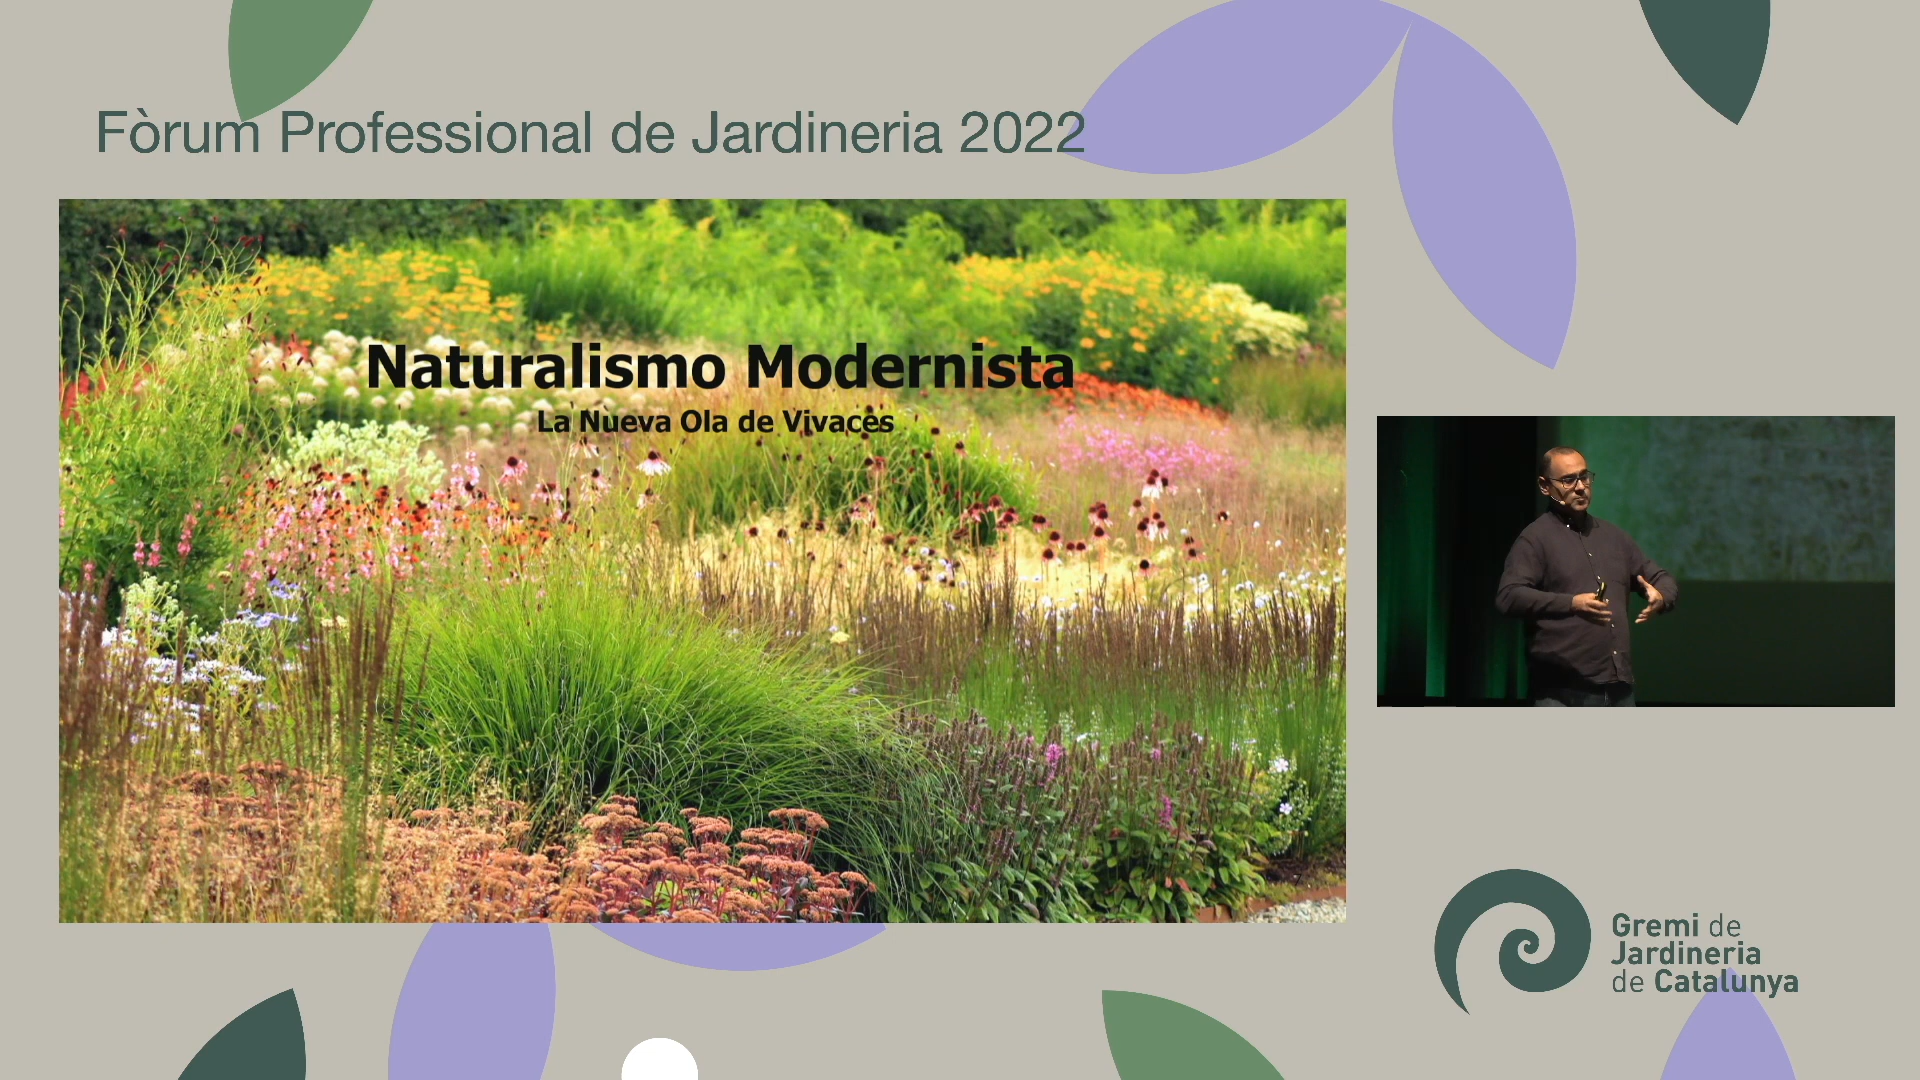 Fòrum Professional de Jardineria 2022
Naturalismo Modernista
La Nueva Ola de Vivaces
Gremi de
Jardineria
de Catalunya